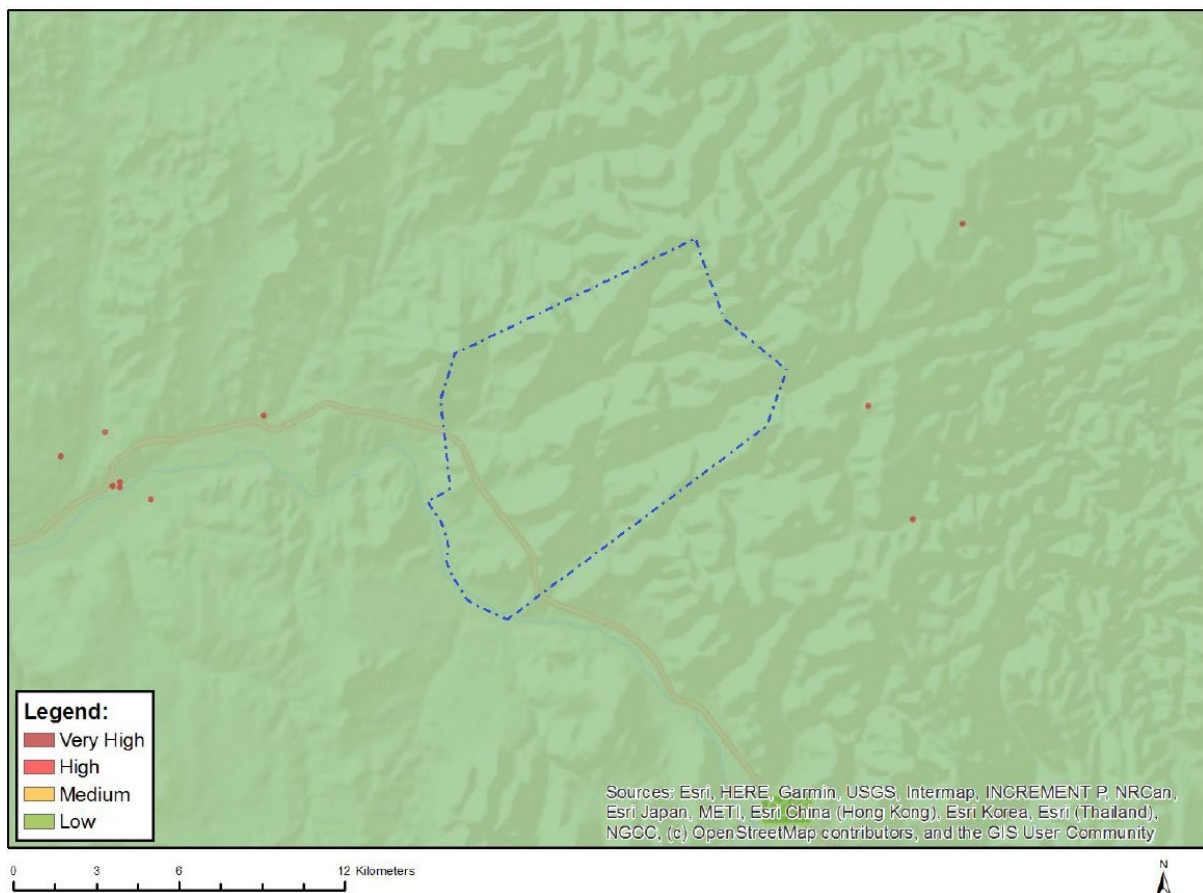 Legend:
Very High
High
Medium
Low
Sources: Esri, HERE, Garmin, USGS, Intermap, INCREMENT P, NRCan,
Esri Japan, METI, Esri China (Hong Kong), Esri Korea, Esri (Thailand),
NGCC, (c) OpenStreetMap contributors, and the GIS User Community
0 3 6 12 Kilometers
N